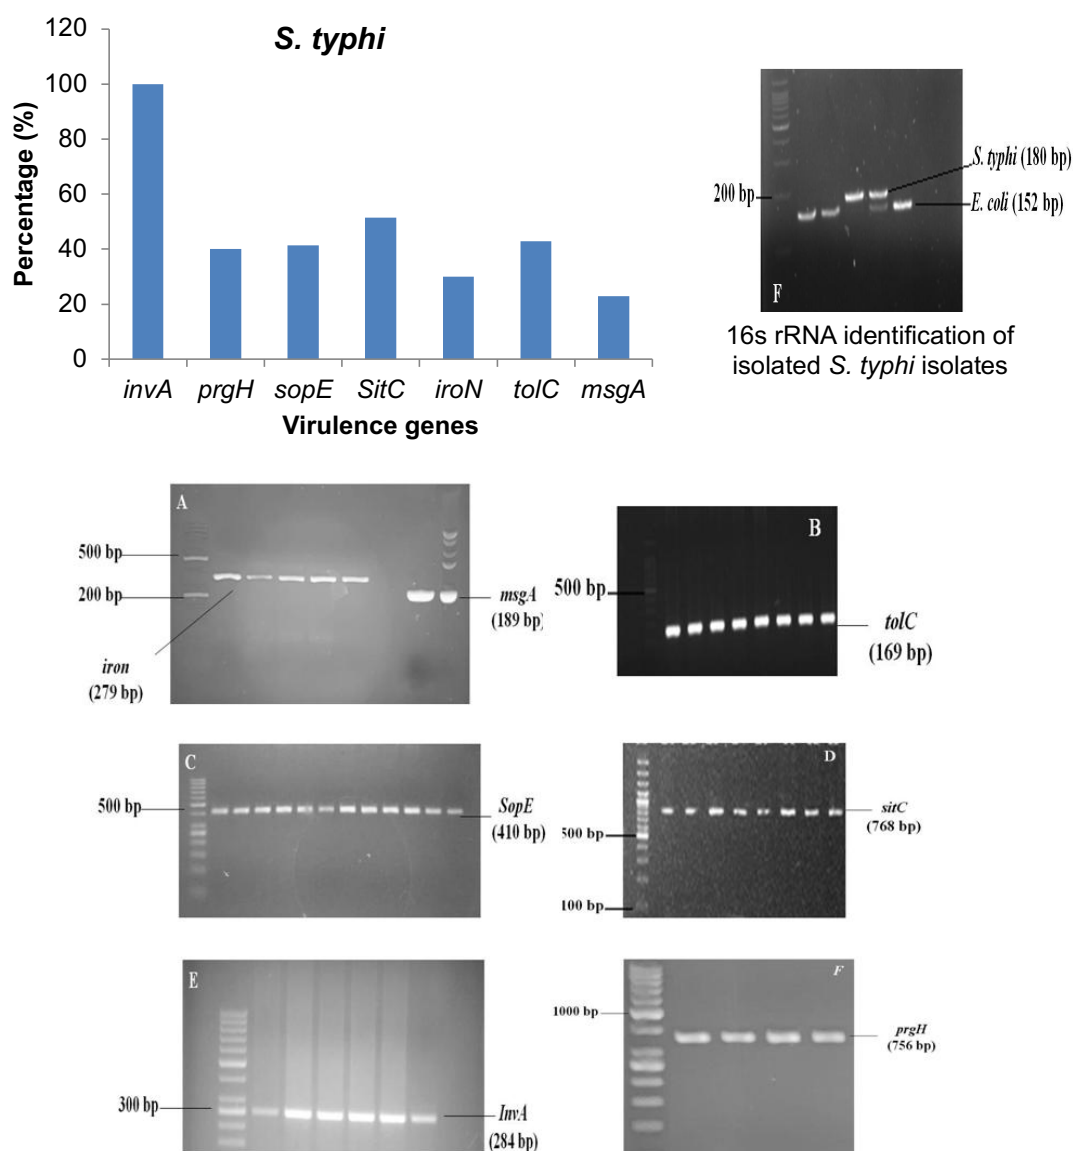 S. typhi
120
100
80
60
40
20
0
Percentage (%)
invA prgH sopE SitC iroN tolC msgA
Virulence genes
200 bp
S. typhi (180 bp)
E. coli (152 bp)
F
16s rRNA identification of
isolated S. typhi isolates
A
500 bp
200 bp
iron
(279 bp)
msgA
(189 bp)
B
500 bp
tolC
(169 bp)
C
500 bp
SopE
(410 bp)
D
500 bp
100 bp
sitC
(768 bp)
E
300 bp
InvA
(284 bp)
F
1000 bp
prgH
(756 bp)